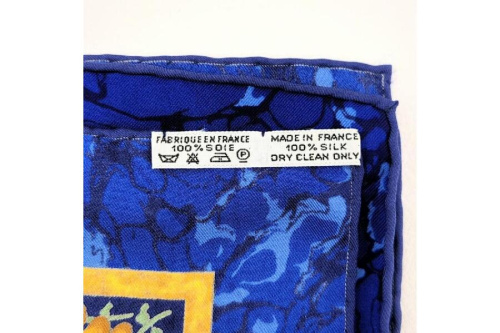 FABRIQUE EN FRANCE
100% SOIE
P
MADE IN FRANCE
100% SILK
DRY CLEAN ONLY